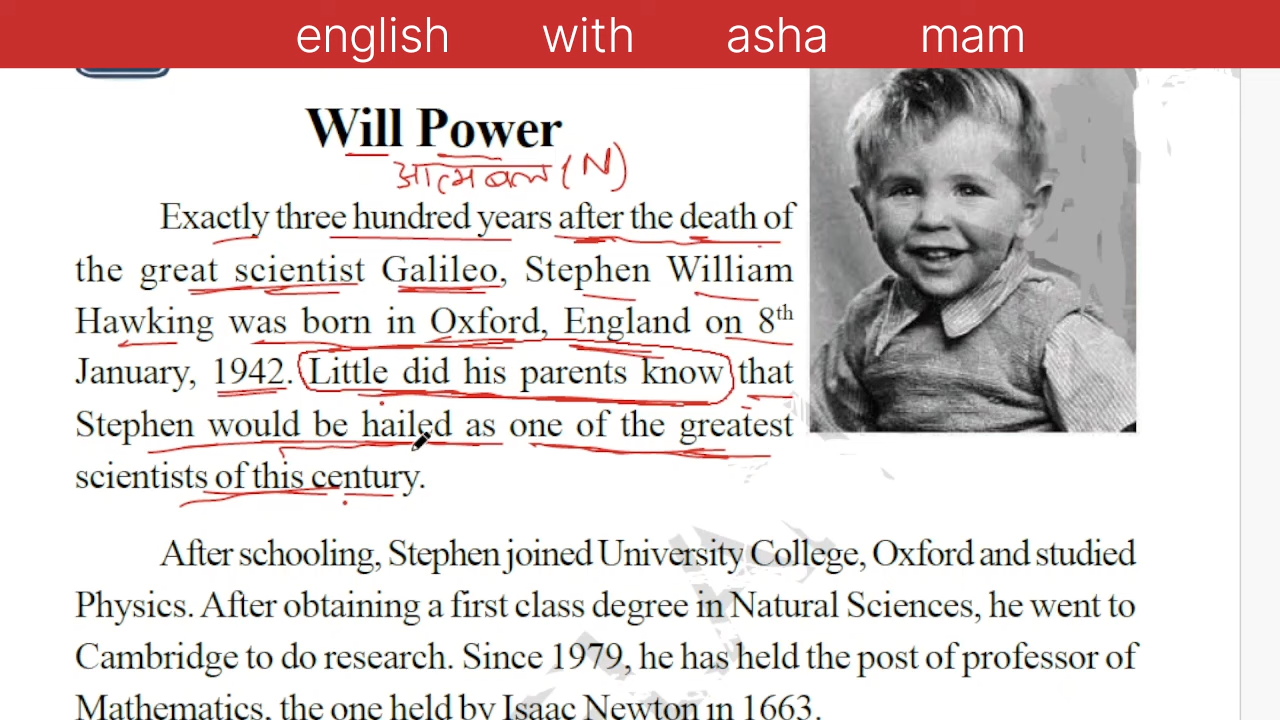 english with asha mam
Will Power
आत्मबल (N)
Exactly three hundred years after the death of
the great scientist Galileo, Stephen William
Hawking was born in Oxford, England on 8th
January, 1942. Little did his parents know that
Stephen would be hailed as one of the greatest
scientists of this century.
After schooling, Stephen joined University College, Oxford and studied
Physics. After obtaining a first class degree in Natural Sciences, he went to
Cambridge to do research. Since 1979, he has held the post of professor of
Mathematics, the one held by Isaac Newton in 1663.